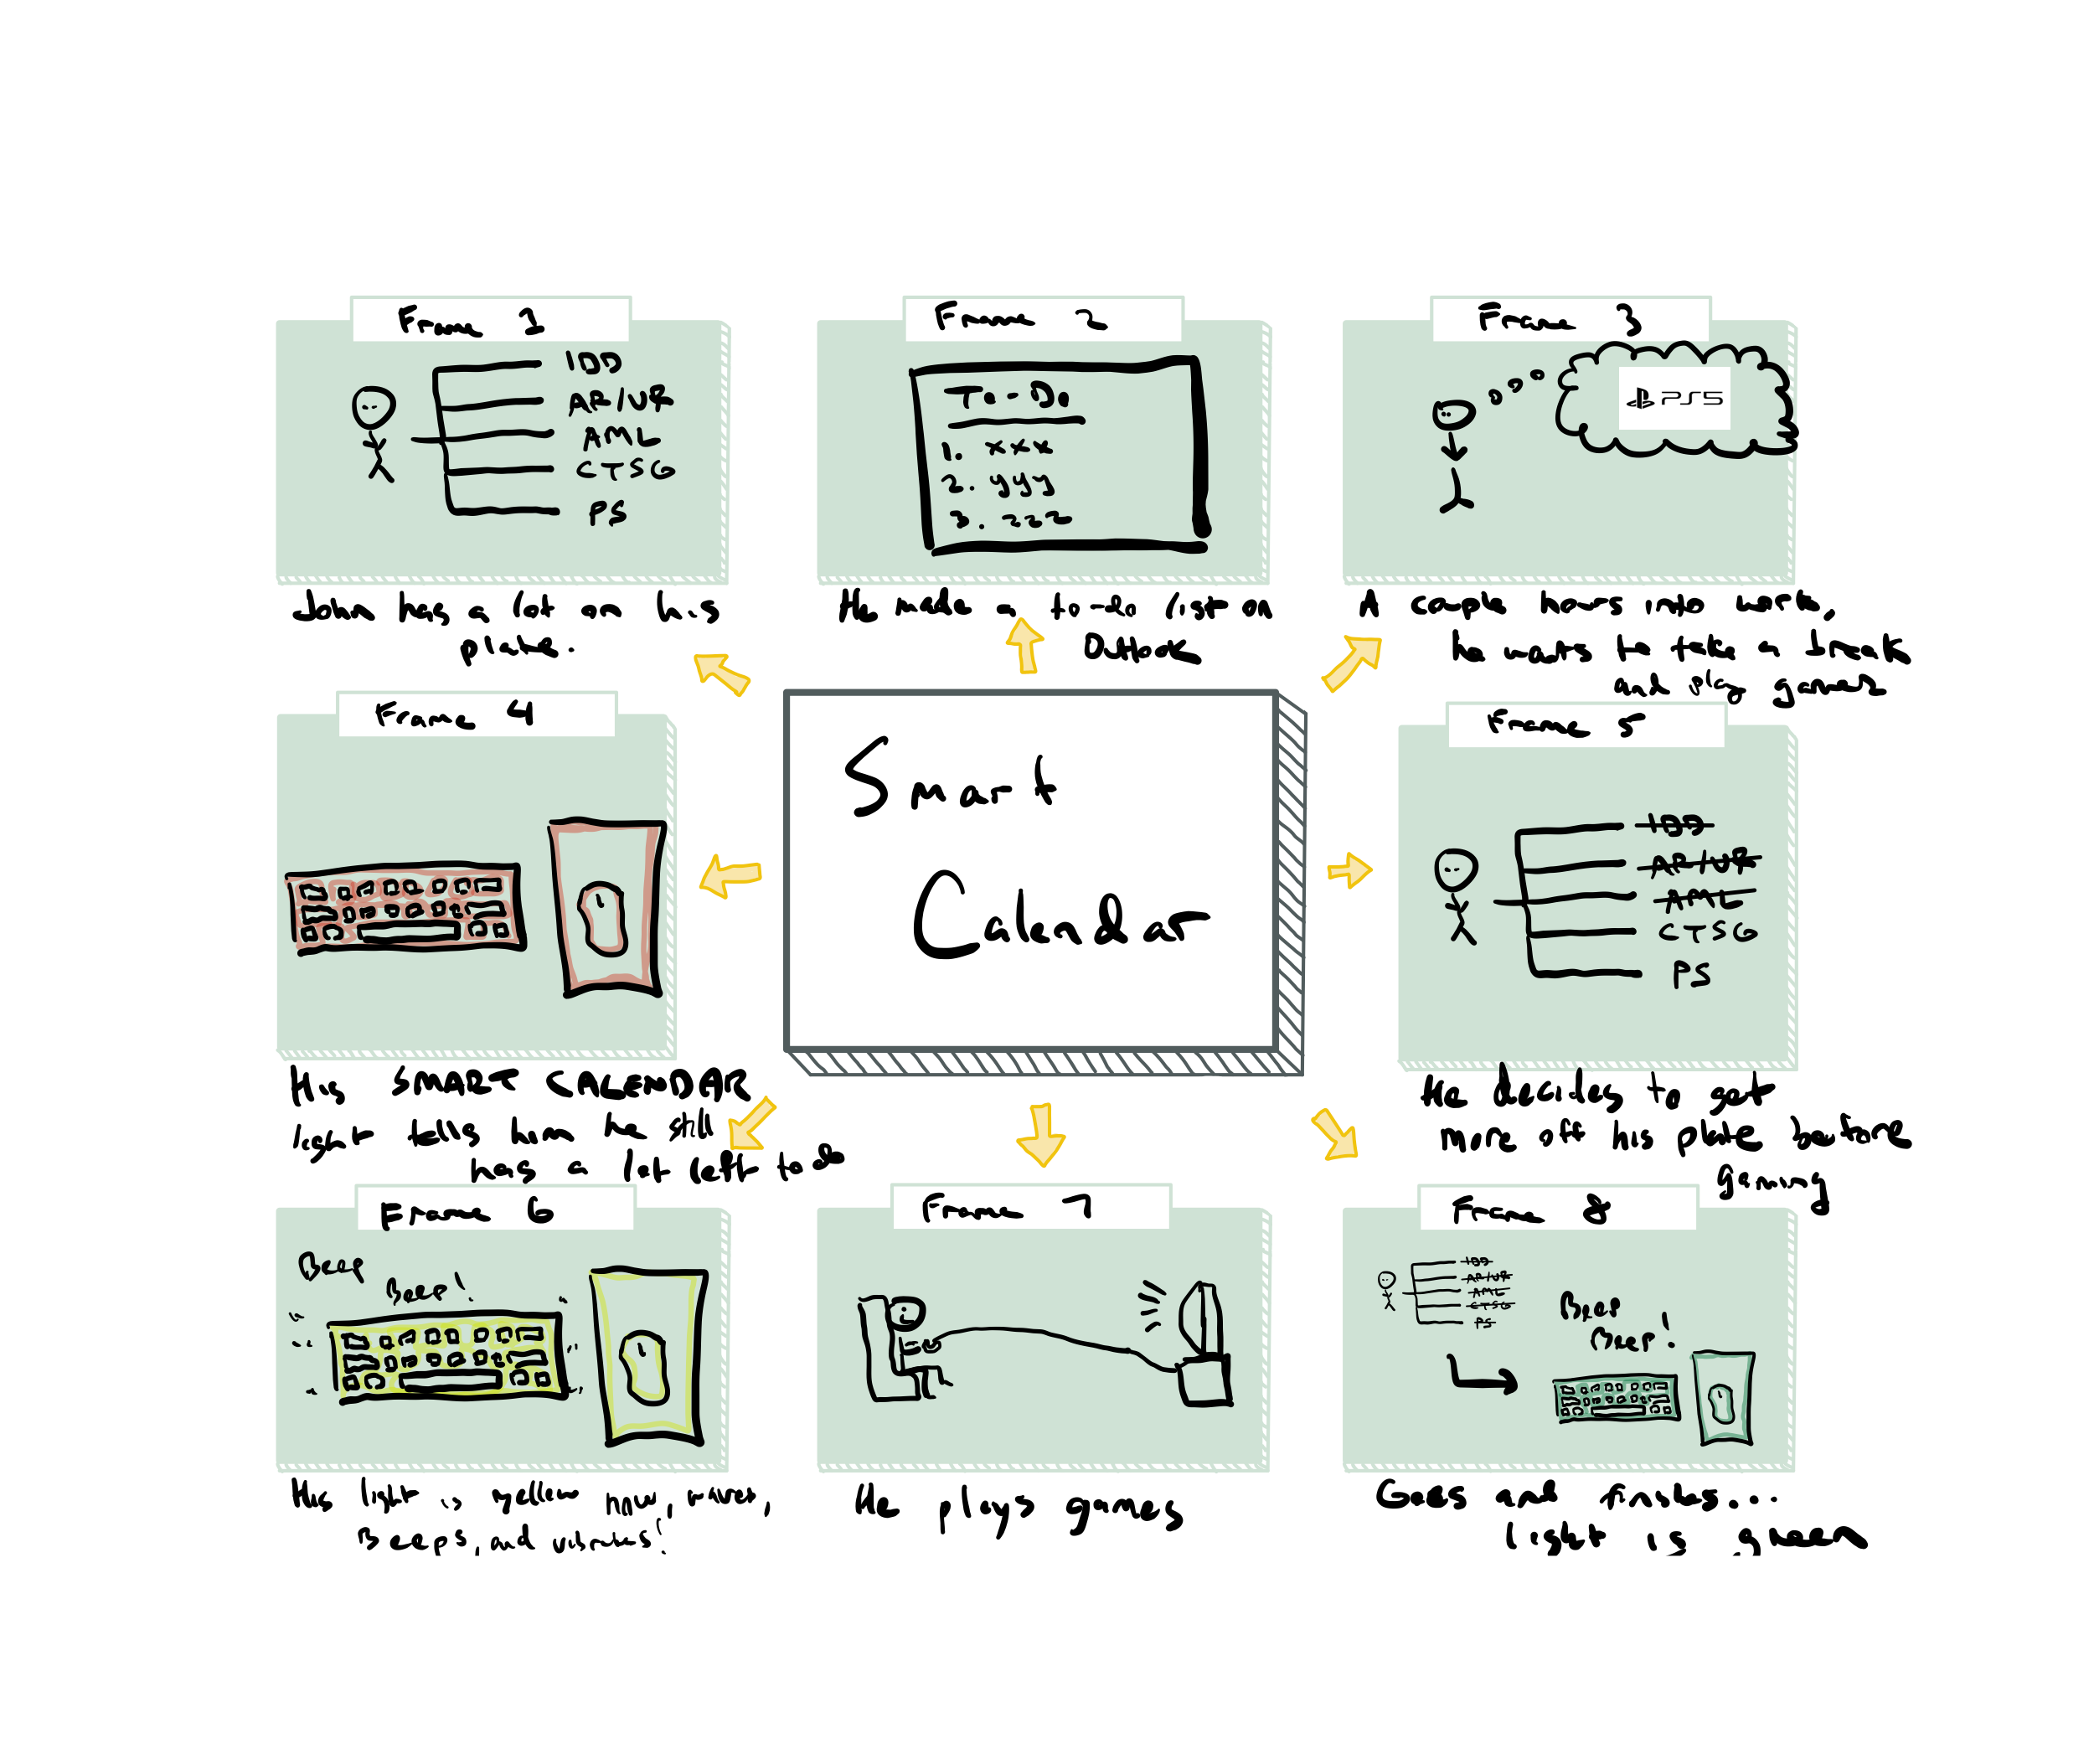 Frame 1
IDD
AR/VR
AML
CTSG
PS
John has a lot on his
plate.
Frame 2
To-Do
1. xxx
2. yyy
3. zzz
He made a to-do list on
Outlook
Frame 3
PS5
A couple hours into work,
he wants to take a break
and play games
Smart
Calendar
Frame 4
His SMART CALENDAR
light tells him he still
has a lot left to do
Frame 5
IDD
AR/VR
AML
CTSG
PS
He decides to get
more off his plate before
gaming
Frame 6
Beep
Beep!
His light is yellow now,
Beeps, and vibrates!
Frame 7
He plays games
Frame 8
IDD
AR/VR
AML
CTSG
PS
Beep
Beep!
Goes and finishes...
light is green